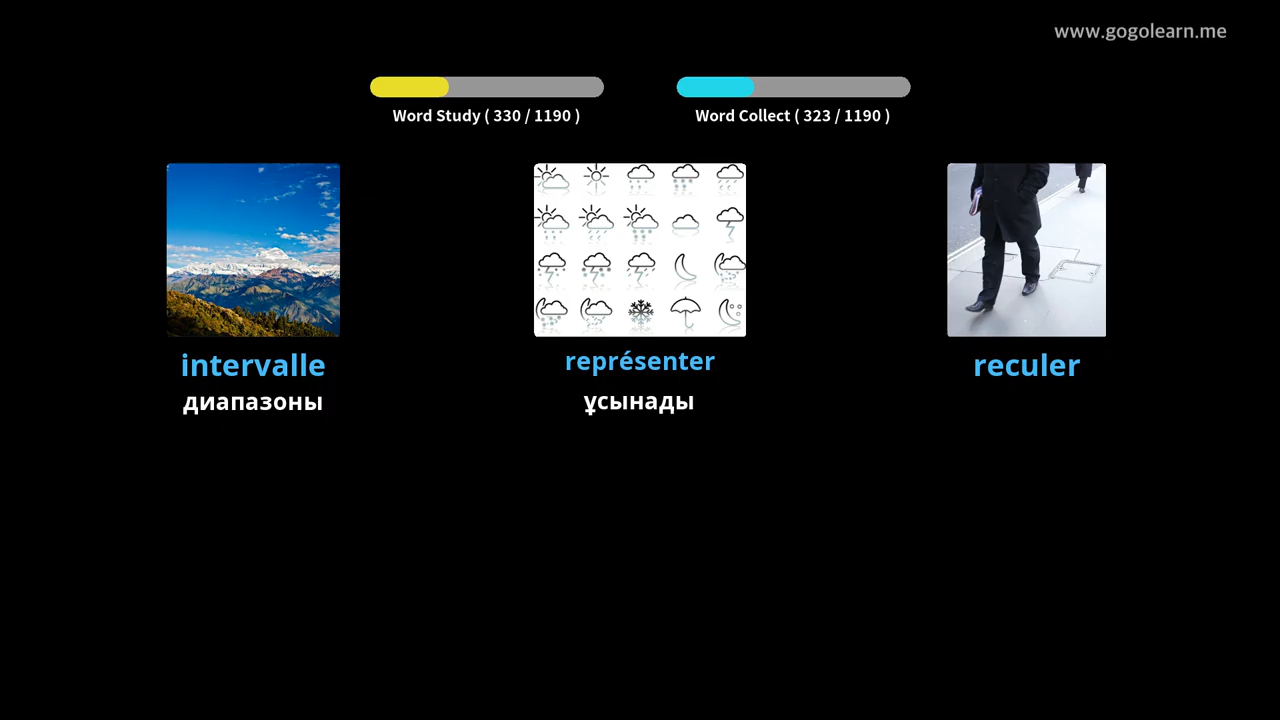 www.gogolearn.me
Word Study ( 330 / 1190 )
Word Collect ( 323 / 1190 )
intervalle
диапазоны
représenter
ұсынады
reculer